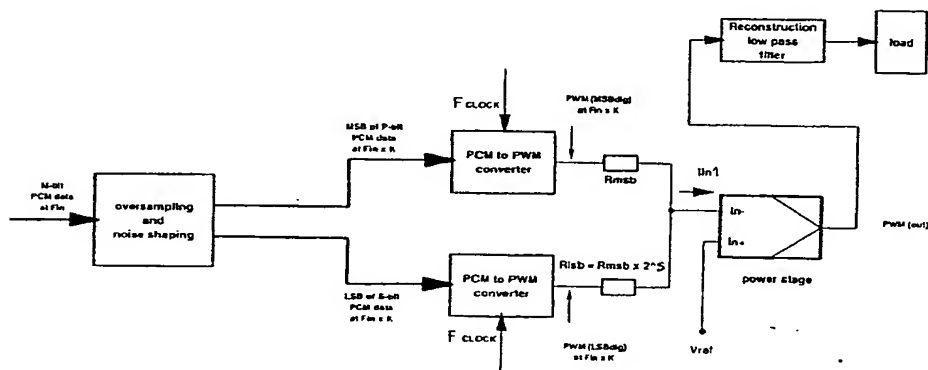 Reconstruction
low pass
filter
load
F CLOCK
PWM (MSBdig)
at Fin x K
MSB of P-bit
PCM data
at Fin x K
PCM to PWM
converter
Rmsb
Iin1
M-bit
PCM data
at Fin
oversampling
and
noise shaping
In-
In+
PWM (out)
power stage
Rlsb = Rmsb x 2^S
PCM to PWM
converter
LSB of S-bit
PCM data
at Fin x K
F CLOCK
PWM (LSBdig)
at Fin x K
Vref